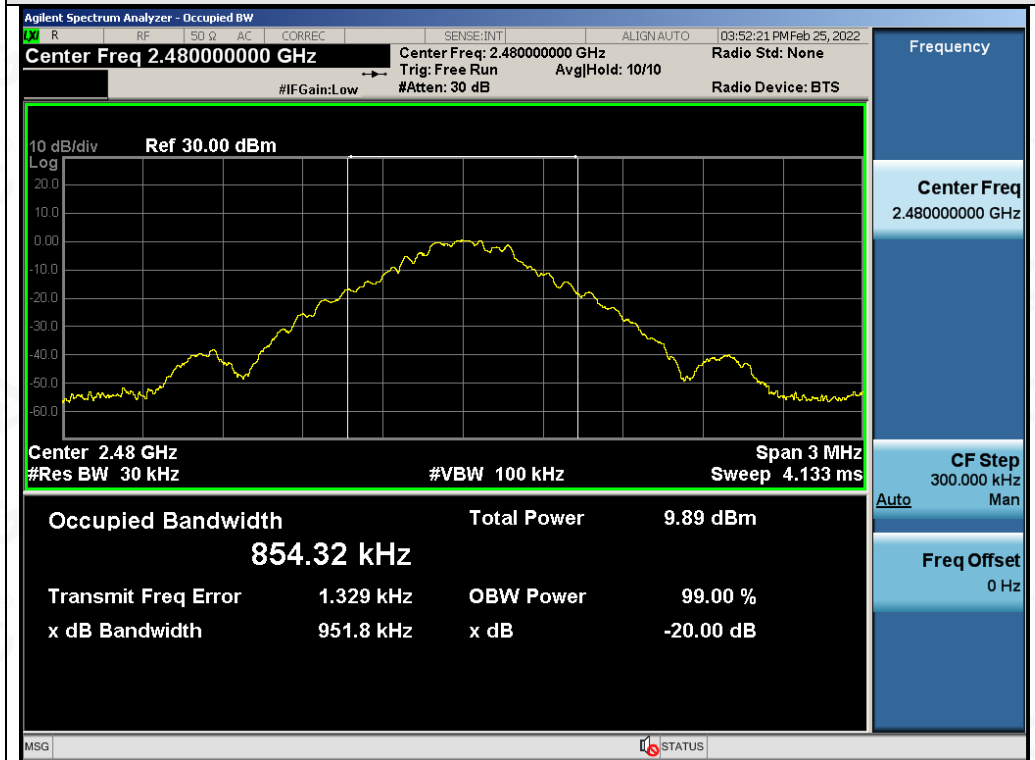 Agilent Spectrum Analyzer - Occupied BW
LXI R RF 50 Ω AC CORREC SENSE:INT ALIGN AUTO 03:52:21 PM Feb 25, 2022
Center Freq 2.480000000 GHz
Center Freq: 2.480000000 GHz Radio Std: None
Trig: Free Run Avg|Hold: 10/10
#IFGain:Low #Atten: 30 dB Radio Device: BTS
10 dB/div Ref 30.00 dBm
Log
20.0
10.0
0.00
-10.0
-20.0
-30.0
-40.0
-50.0
-60.0
Center 2.48 GHz Span 3 MHz
#Res BW 30 kHz #VBW 100 kHz Sweep 4.133 ms
Occupied Bandwidth Total Power 9.89 dBm
854.32 kHz
Transmit Freq Error 1.329 kHz OBW Power 99.00 %
x dB Bandwidth 951.8 kHz x dB -20.00 dB
Frequency
Center Freq
2.480000000 GHz
CF Step
300.000 kHz
Auto Man
Freq Offset
0 Hz
MSG STATUS